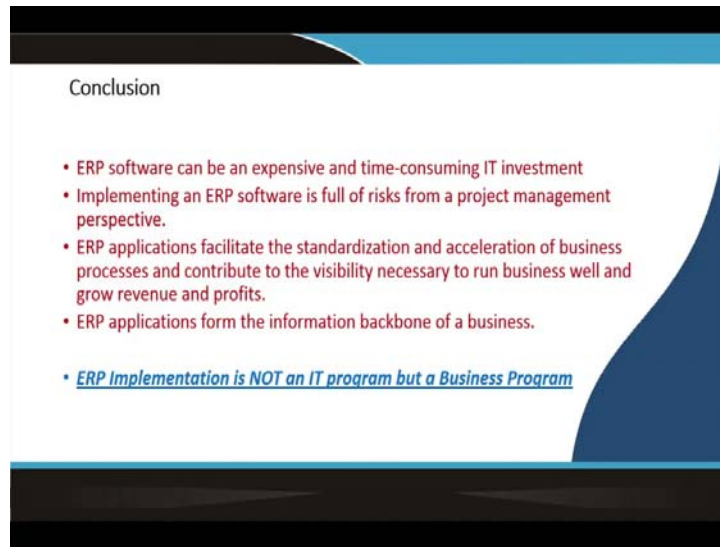 Conclusion
• ERP software can be an expensive and time-consuming IT investment
• Implementing an ERP software is full of risks from a project management
perspective.
• ERP applications facilitate the standardization and acceleration of business
processes and contribute to the visibility necessary to run business well and
grow revenue and profits.
• ERP applications form the information backbone of a business.
• ERP Implementation is NOT an IT program but a Business Program